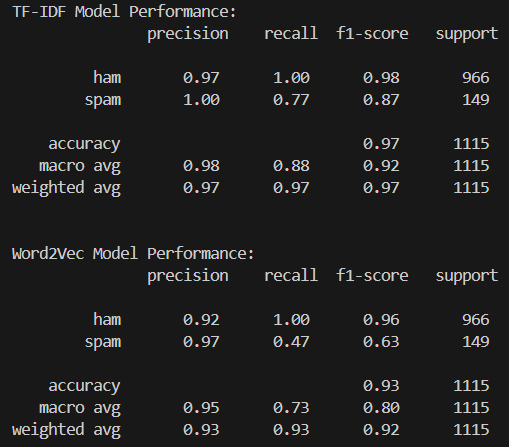 TF-IDF Model Performance:
precision recall f1-score support
ham 0.97 1.00 0.98 966
spam 1.00 0.77 0.87 149
accuracy 0.97 1115
macro avg 0.98 0.88 0.92 1115
weighted avg 0.97 0.97 0.97 1115
Word2Vec Model Performance:
precision recall f1-score support
ham 0.92 1.00 0.96 966
spam 0.97 0.47 0.63 149
accuracy 0.93 1115
macro avg 0.95 0.73 0.80 1115
weighted avg 0.93 0.93 0.92 1115